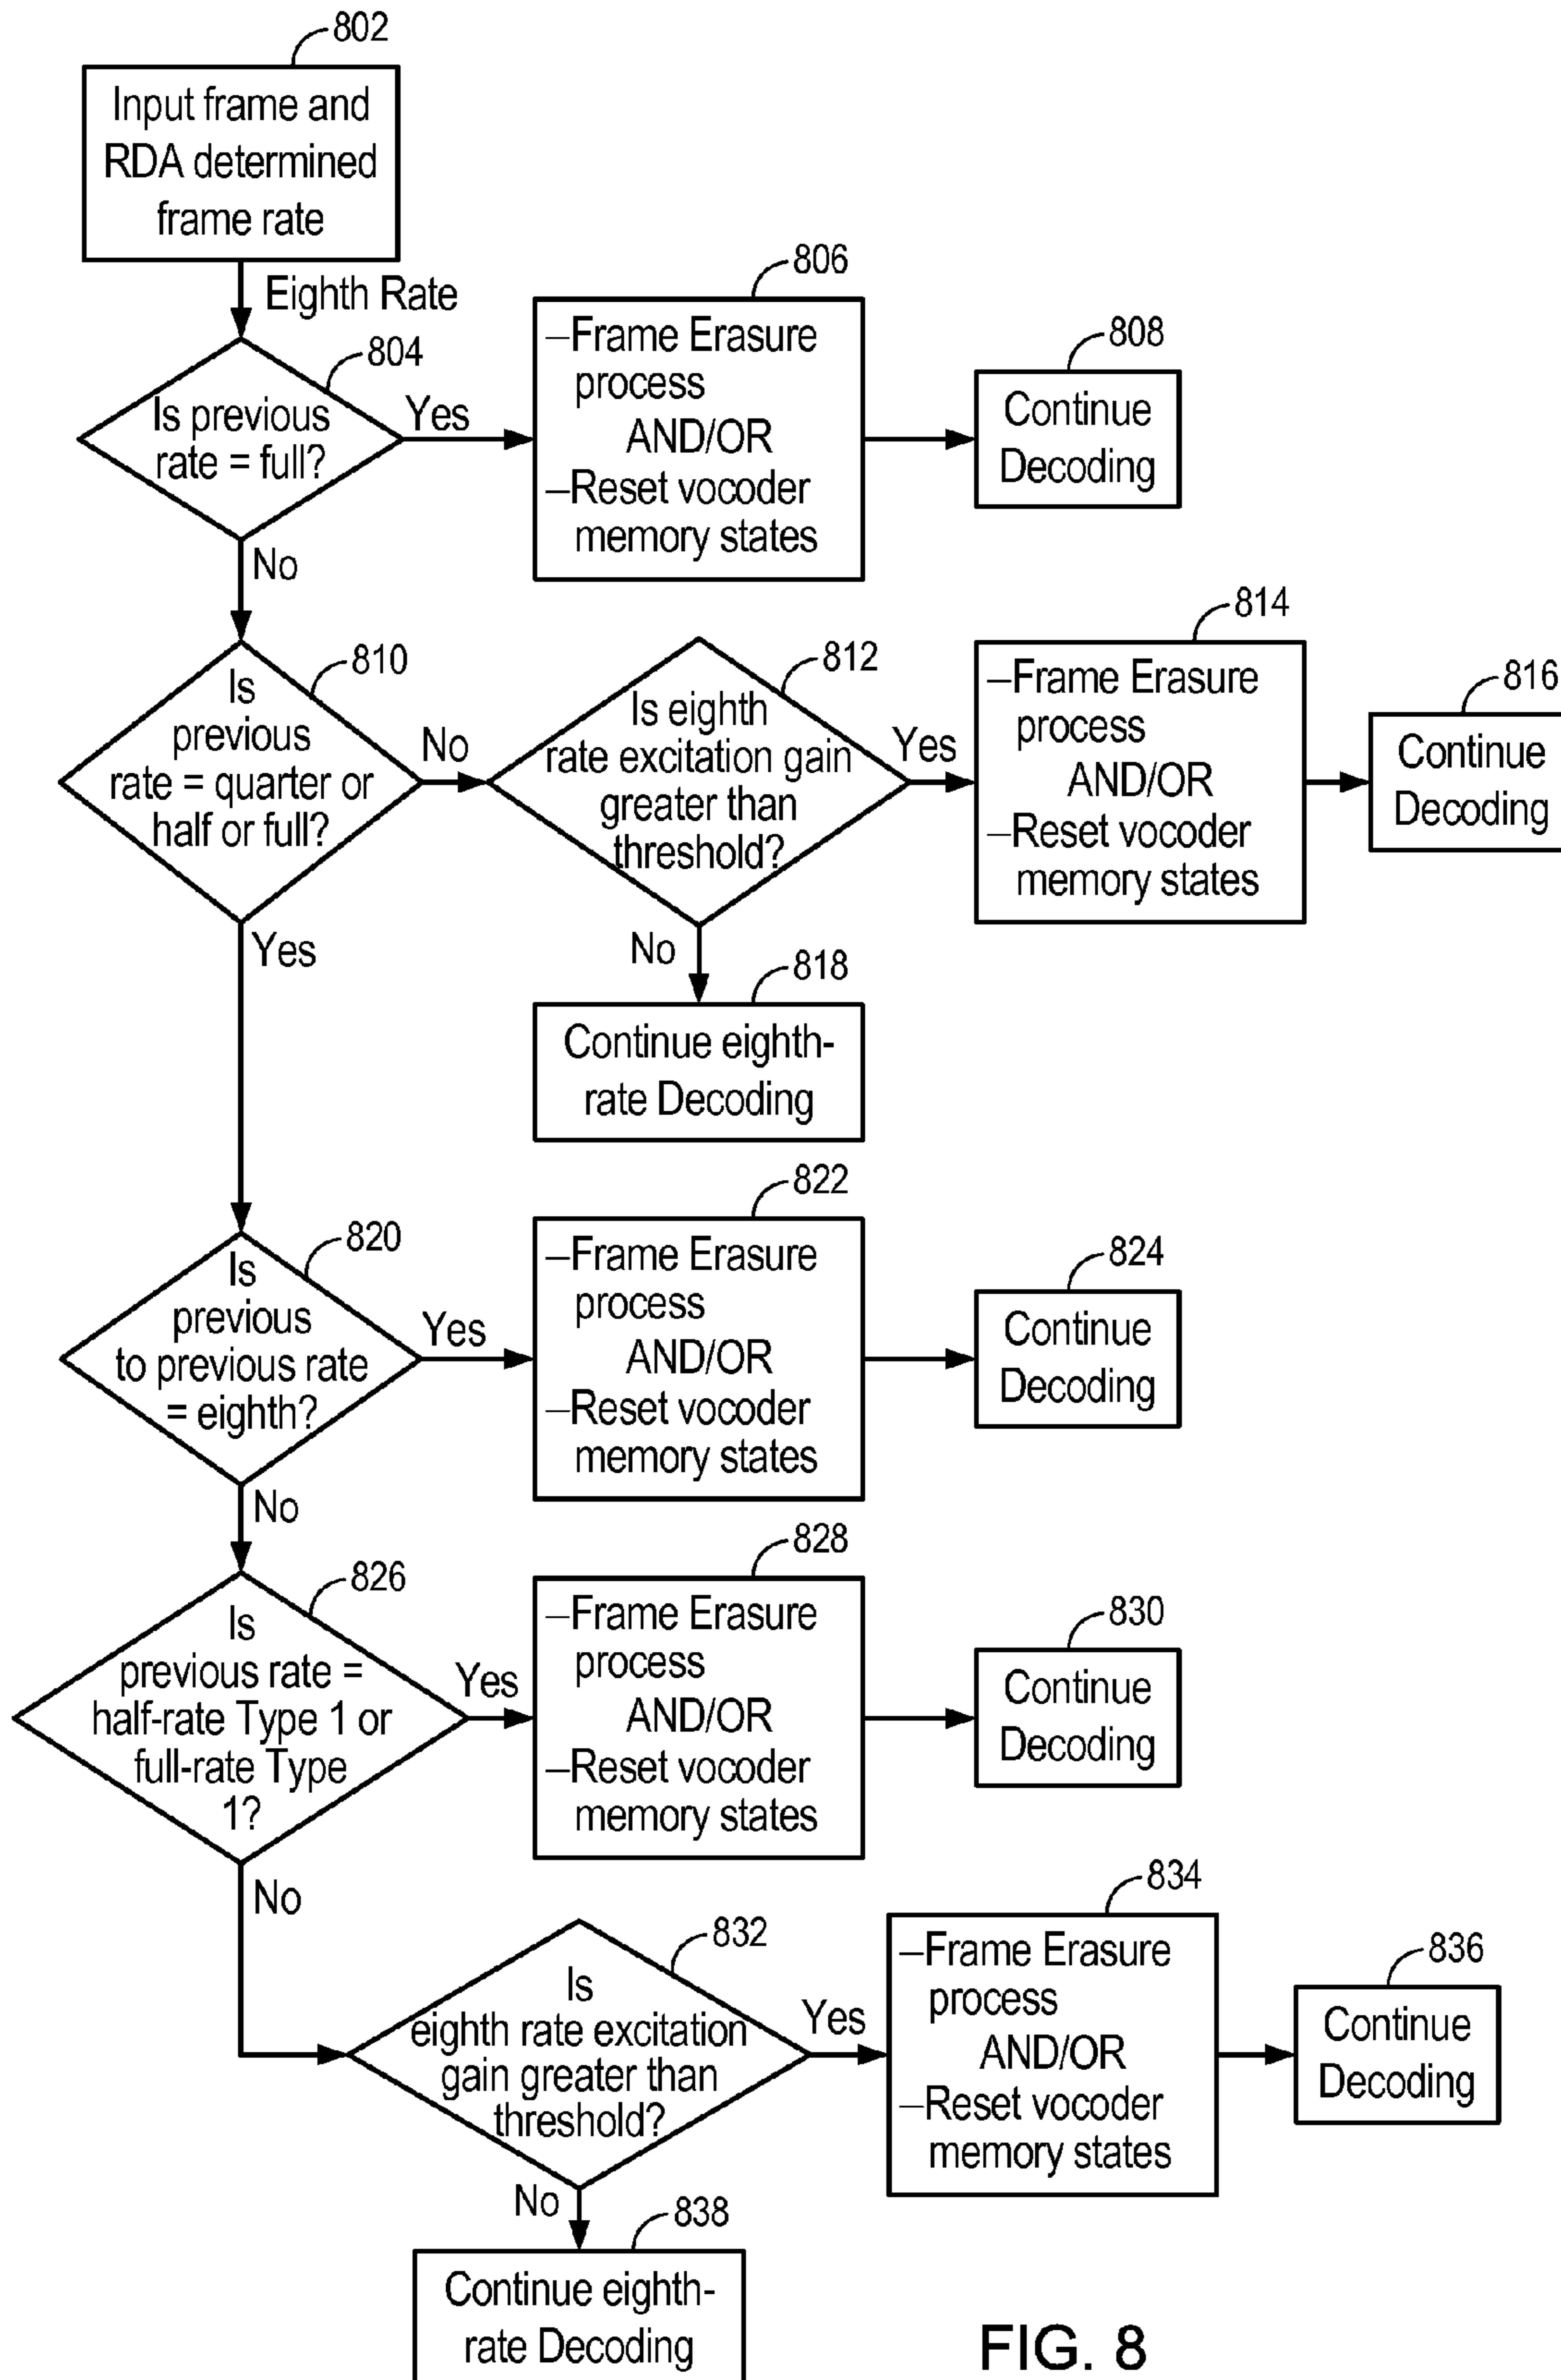 802
Input frame and
RDA determined
frame rate
Eighth Rate
804
Is previous
rate = full?
Yes
No
806
–Frame Erasure
process
AND/OR
–Reset vocoder
memory states
808
Continue
Decoding
810
Is
previous
rate = quarter or
half or full?
No
Yes
812
Is eighth
rate excitation gain
greater than
threshold?
Yes
No
814
–Frame Erasure
process
AND/OR
–Reset vocoder
memory states
816
Continue
Decoding
818
Continue eighth-
rate Decoding
820
Is
previous
to previous rate
= eighth?
Yes
No
822
–Frame Erasure
process
AND/OR
–Reset vocoder
memory states
824
Continue
Decoding
826
Is
previous rate =
half-rate Type 1 or
full-rate Type
1?
Yes
No
828
–Frame Erasure
process
AND/OR
–Reset vocoder
memory states
830
Continue
Decoding
832
Is
eighth rate excitation
gain greater than
threshold?
Yes
No
834
–Frame Erasure
process
AND/OR
–Reset vocoder
memory states
836
Continue
Decoding
838
Continue eighth-
rate Decoding
FIG. 8